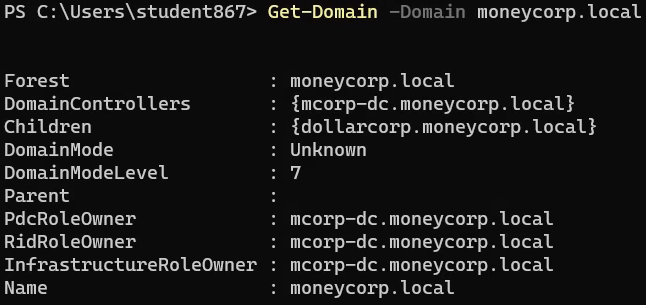 PS C:\Users\student867> Get-Domain -Domain moneycorp.local
Forest                  : moneycorp.local
DomainControllers       : {mcorp-dc.moneycorp.local}
Children                : {dollarcorp.moneycorp.local}
DomainMode              : Unknown
DomainModeLevel         : 7
Parent                  :
PdcRoleOwner            : mcorp-dc.moneycorp.local
RidRoleOwner            : mcorp-dc.moneycorp.local
InfrastructureRoleOwner : mcorp-dc.moneycorp.local
Name                    : moneycorp.local